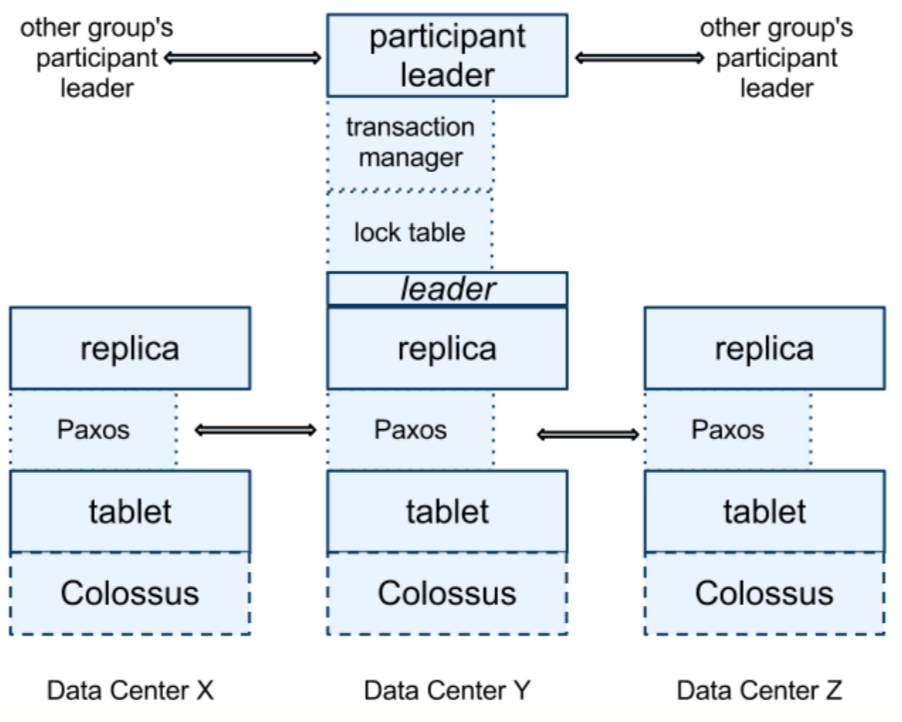 other group's
participant
leader
participant
leader
other group's
participant
leader
transaction
manager
lock table
leader
replica
replica
replica
Paxos
Paxos
Paxos
tablet
tablet
tablet
Colossus
Colossus
Colossus
Data Center X
Data Center Y
Data Center Z